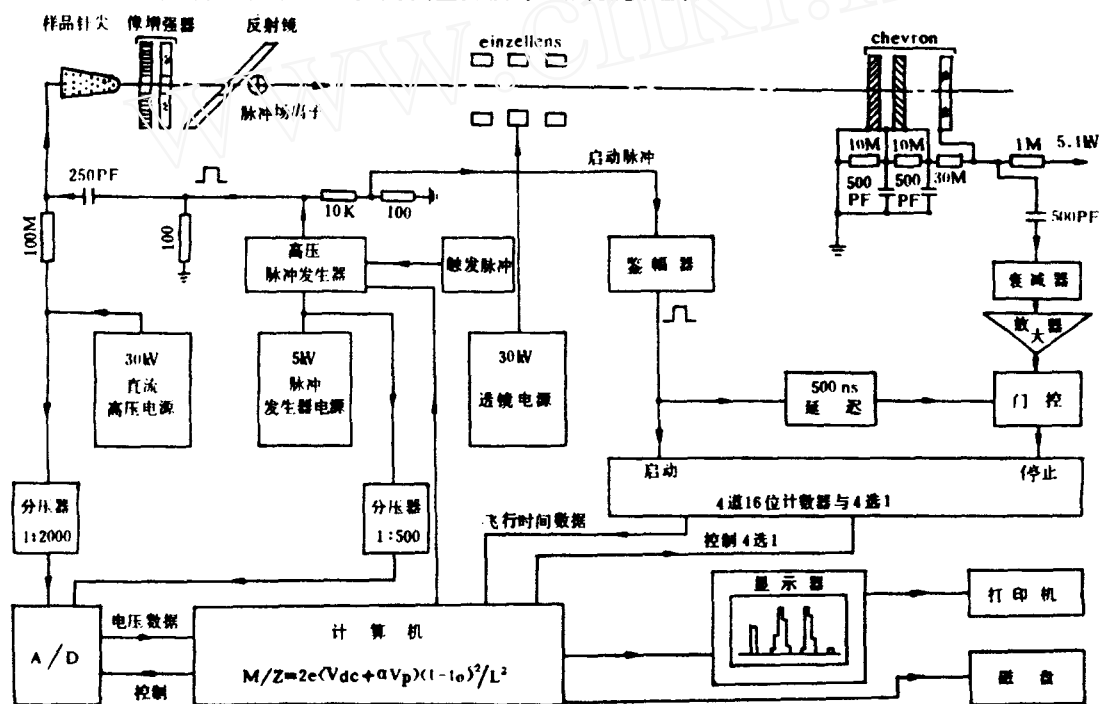 样品针尖
像增强器
反射镜
脉冲场离子
einzellens
chevron
10M
10M
30M
1M
5.1kV
500
PF
500
PF
500PF
250PF
100M
100
10K
100
启动脉冲
高压
脉冲发生器
触发脉冲
鉴幅器
衰减器
放大器
30kV
直流
高压电源
5kV
脉冲
发生器电源
30kV
透镜电源
500 ns
延迟
门控
启动
停止
4道16位计数器与4选1
分压器
1:2000
分压器
1:500
飞行时间数据
控制4选1
A/D
电压数据
控制
计算机
M/Z=2e(Vdc+αVp)(t-to)²/L²
显示器
打印机
磁盘